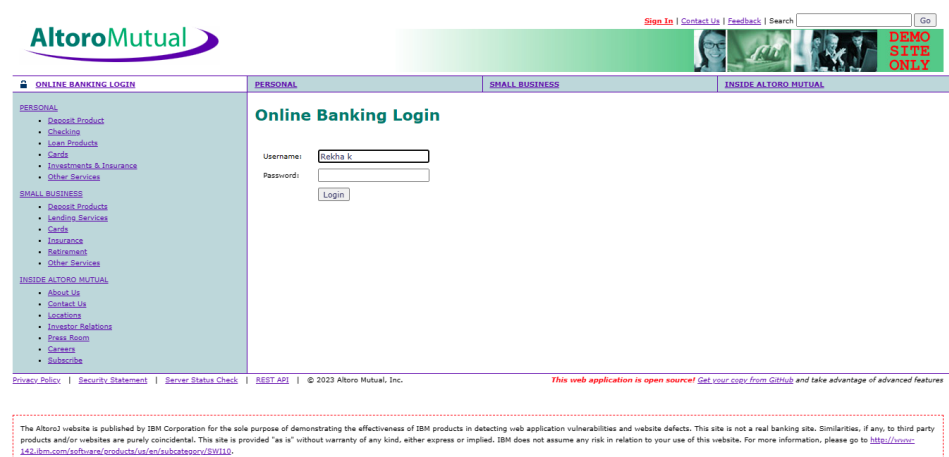 Sign In | Contact Us | Feedback | Search Go
AltoroMutual
DEMO
SITE
ONLY
ONLINE BANKING LOGIN
PERSONAL
SMALL BUSINESS
INSIDE ALTORO MUTUAL
PERSONAL
Deposit Product
Checking
Loan Products
Cards
Investments & Insurance
Other Services
SMALL BUSINESS
Deposit Products
Lending Services
Cards
Insurance
Retirement
Other Services
INSIDE ALTORO MUTUAL
About Us
Contact Us
Locations
Investor Relations
Press Room
Careers
Subscribe
Online Banking Login
Username: Rekha k
Password:
Login
Privacy Policy | Security Statement | Server Status Check | REST API | © 2023 Altoro Mutual, Inc. This web application is open source! Get your copy from GitHub and take advantage of advanced features
The AltoroJ website is published by IBM Corporation for the sole purpose of demonstrating the effectiveness of IBM products in detecting web application vulnerabilities and website defects. This site is not a real banking site. Similarities, if any, to third party
products and/or websites are purely coincidental. This site is provided "as is" without warranty of any kind, either express or implied. IBM does not assume any risk in relation to your use of this website. For more information, please go to http://www-
142.ibm.com/software/products/us/en/subcategory/SWI10.